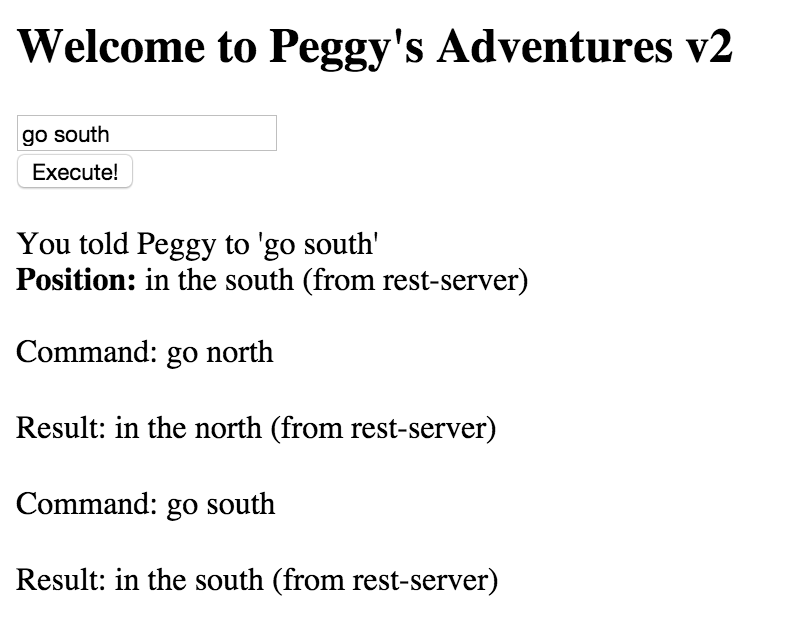 Welcome to Peggy's Adventures v2
go south
Execute!
You told Peggy to 'go south'
Position: in the south (from rest-server)
Command: go north
Result: in the north (from rest-server)
Command: go south
Result: in the south (from rest-server)